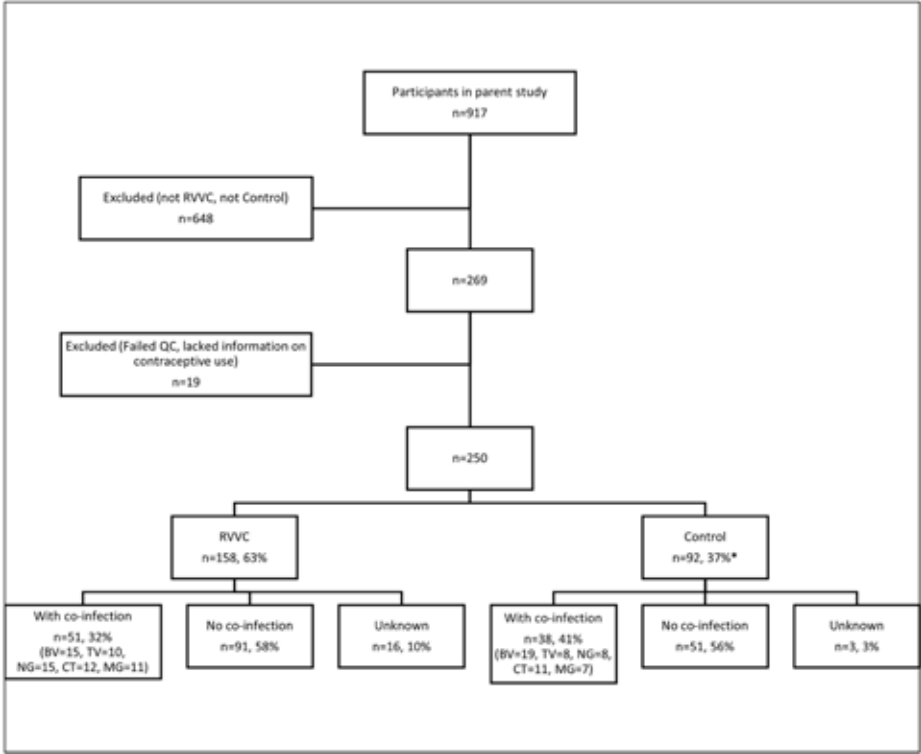 Participants in parent study
n=917
Excluded (not RVVC, not Control)
n=648
n=269
Excluded (Failed QC, lacked information on
contraceptive use)
n=19
n=250
RVVC
n=158, 63%
Control
n=92, 37%*
With co-infection
n=51, 32%
(BV=15, TV=10,
NG=15, CT=12, MG=11)
No co-infection
n=91, 58%
Unknown
n=16, 10%
With co-infection
n=38, 41%
(BV=19, TV=8, NG=8,
CT=11, MG=7)
No co-infection
n=51, 56%
Unknown
n=3, 3%